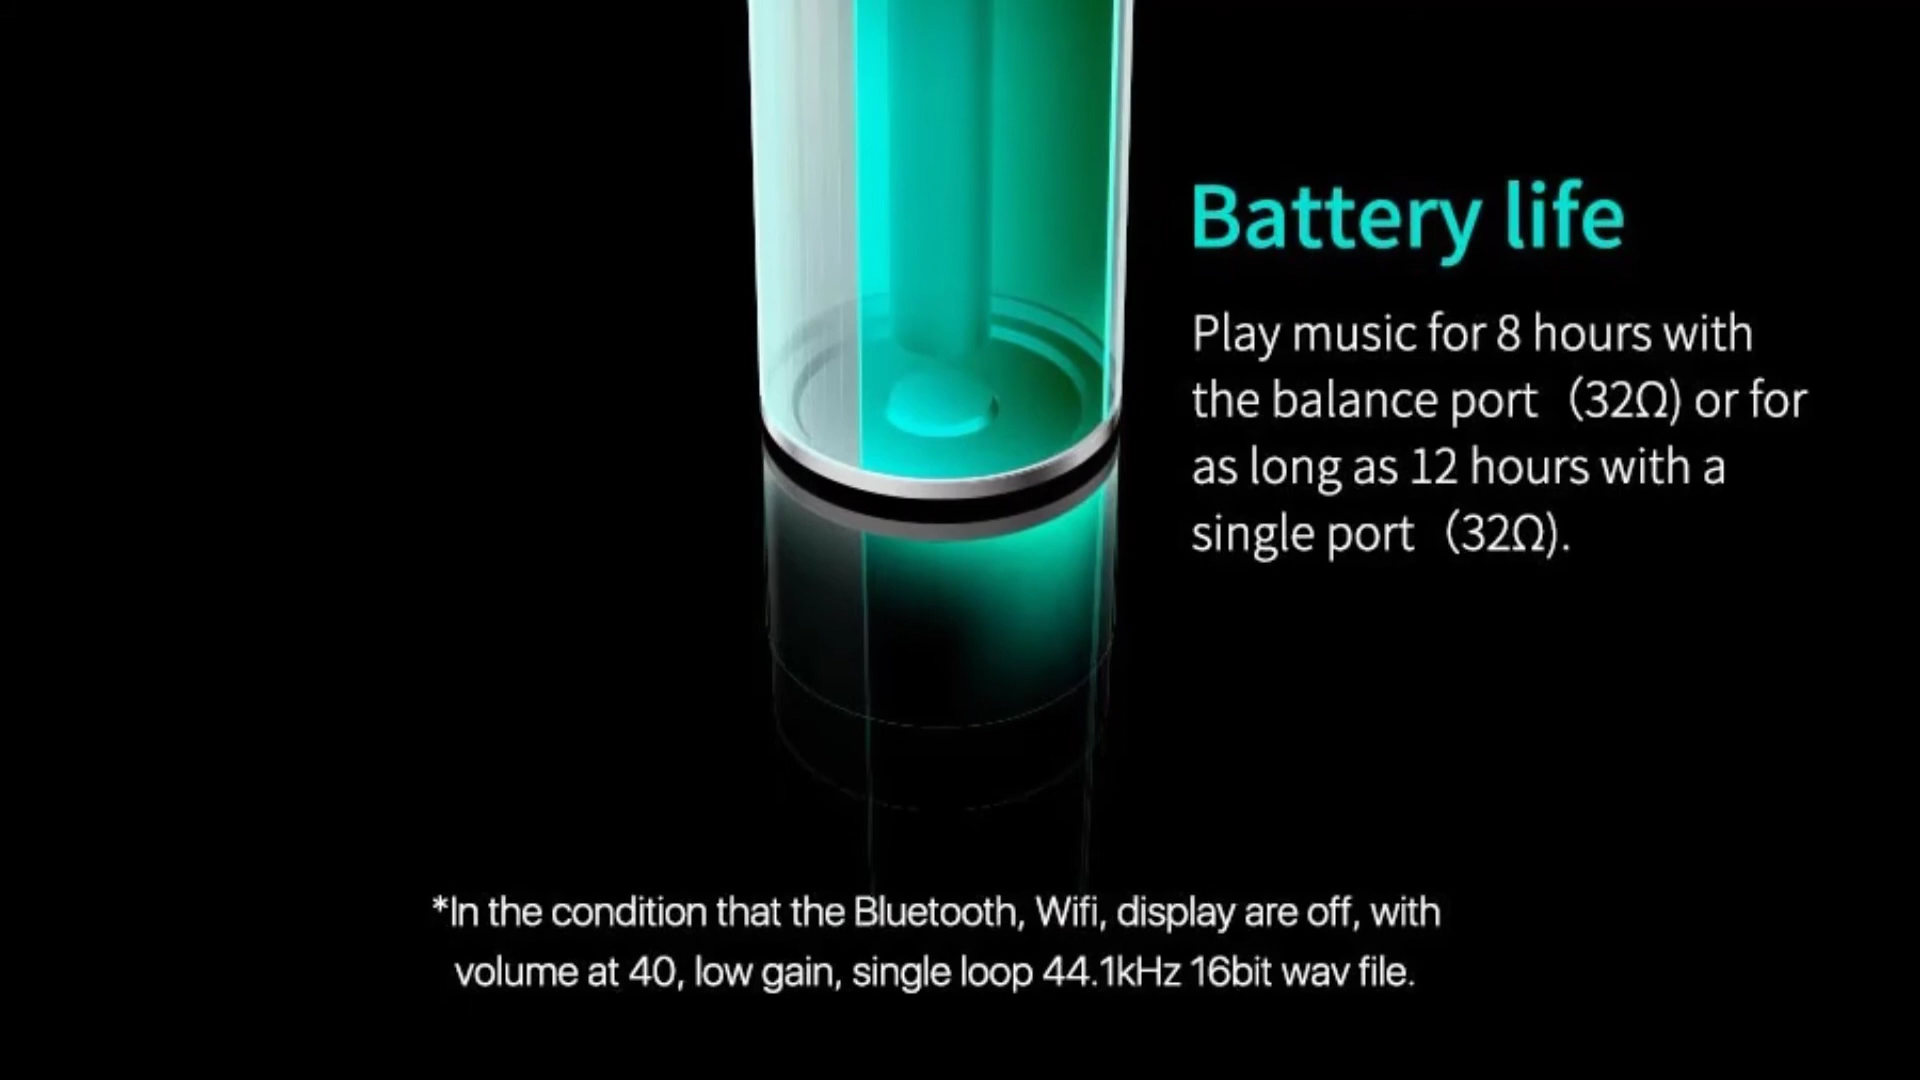 Battery life
Play music for 8 hours with
the balance port（32Ω) or for
as long as 12 hours with a
single port（32Ω).
*In the condition that the Bluetooth, Wifi, display are off, with
volume at 40, low gain, single loop 44.1kHz 16bit wav file.